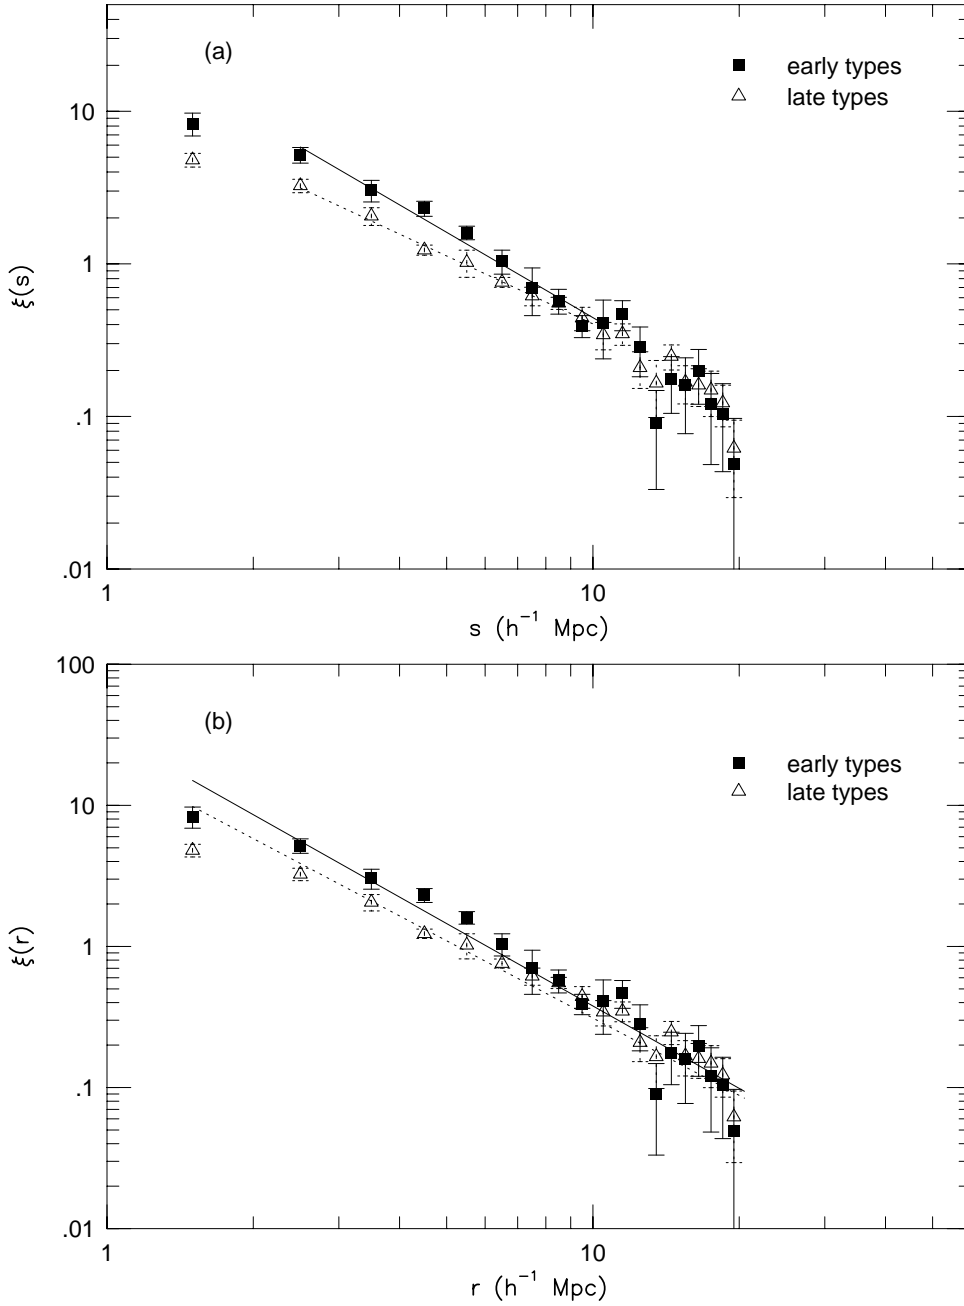 (a)
early types
late types
10
1
.1
.01
ξ(s)
1
10
s (h⁻¹ Mpc)
100
(b)
early types
late types
10
1
.1
.01
ξ(r)
1
10
r (h⁻¹ Mpc)